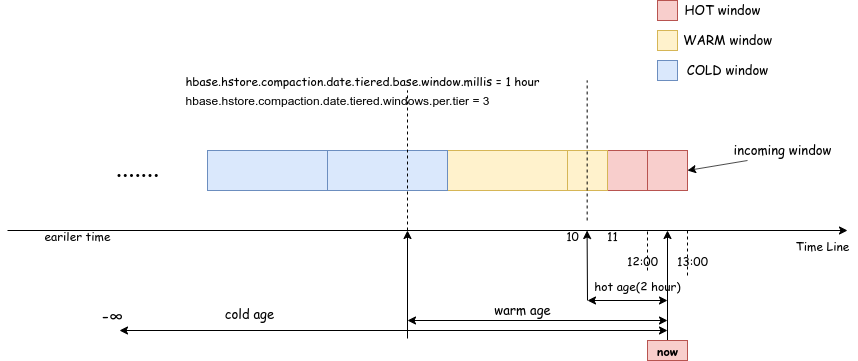 HOT window
WARM window
COLD window
hbase.hstore.compaction.date.tiered.base.window.millis = 1 hour
hbase.hstore.compaction.date.tiered.windows.per.tier = 3
incoming window
.......
eariler time
10
11
Time Line
12:00
13:00
hot age(2 hour)
-∞
cold age
warm age
now